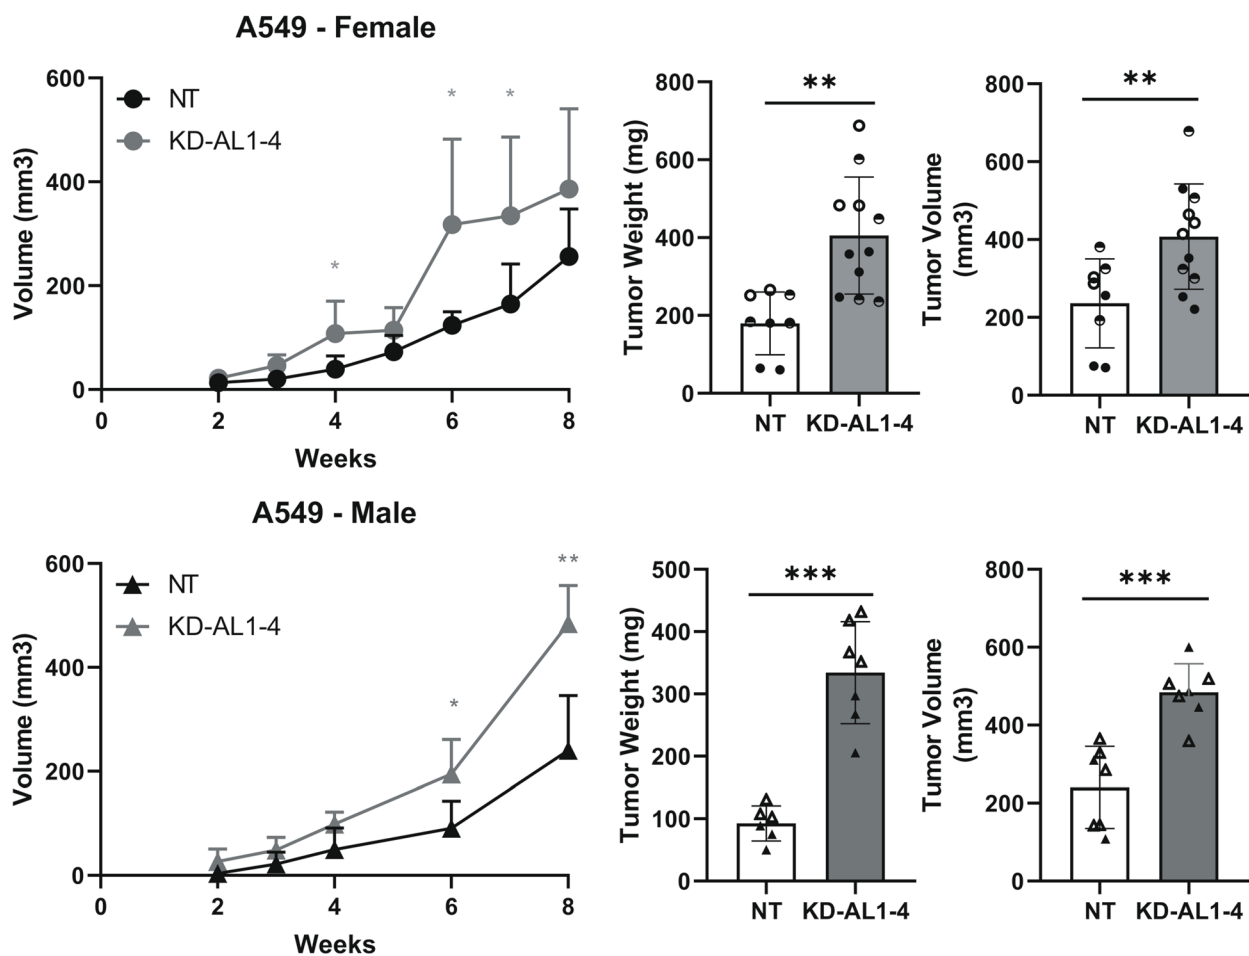 A549 - Female
Volume (mm3)
600
400
200
0
NT
KD-AL1-4
*
*
*
0
2
4
6
8
Weeks
Tumor Weight (mg)
800
600
400
200
0
**
NT
KD-AL1-4
Tumor Volume
(mm3)
800
600
400
200
0
**
NT
KD-AL1-4
A549 - Male
Volume (mm3)
600
400
200
0
NT
KD-AL1-4
*
**
0
2
4
6
8
Weeks
Tumor Weight (mg)
500
400
300
200
100
0
***
NT
KD-AL1-4
Tumor Volume
(mm3)
800
600
400
200
0
***
NT
KD-AL1-4